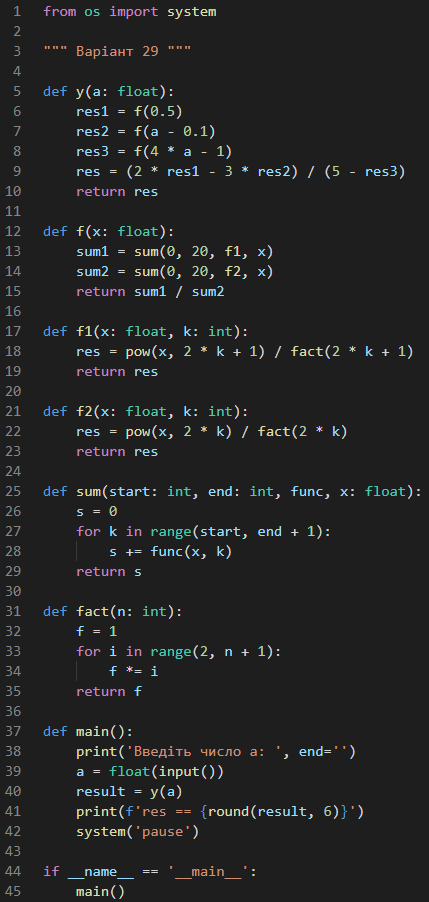 1 from os import system
2
3 """ Варіант 29 """
4
5 def y(a: float):
6     res1 = f(0.5)
7     res2 = f(a - 0.1)
8     res3 = f(4 * a - 1)
9     res = (2 * res1 - 3 * res2) / (5 - res3)
10     return res
11
12 def f(x: float):
13     sum1 = sum(0, 20, f1, x)
14     sum2 = sum(0, 20, f2, x)
15     return sum1 / sum2
16
17 def f1(x: float, k: int):
18     res = pow(x, 2 * k + 1) / fact(2 * k + 1)
19     return res
20
21 def f2(x: float, k: int):
22     res = pow(x, 2 * k) / fact(2 * k)
23     return res
24
25 def sum(start: int, end: int, func, x: float):
26     s = 0
27     for k in range(start, end + 1):
28         s += func(x, k)
29     return s
30
31 def fact(n: int):
32     f = 1
33     for i in range(2, n + 1):
34         f *= i
35     return f
36
37 def main():
38     print('Введіть число а: ', end='')
39     a = float(input())
40     result = y(a)
41     print(f'res == {round(result, 6)}')
42     system('pause')
43
44 if __name__ == '__main__':
45     main()